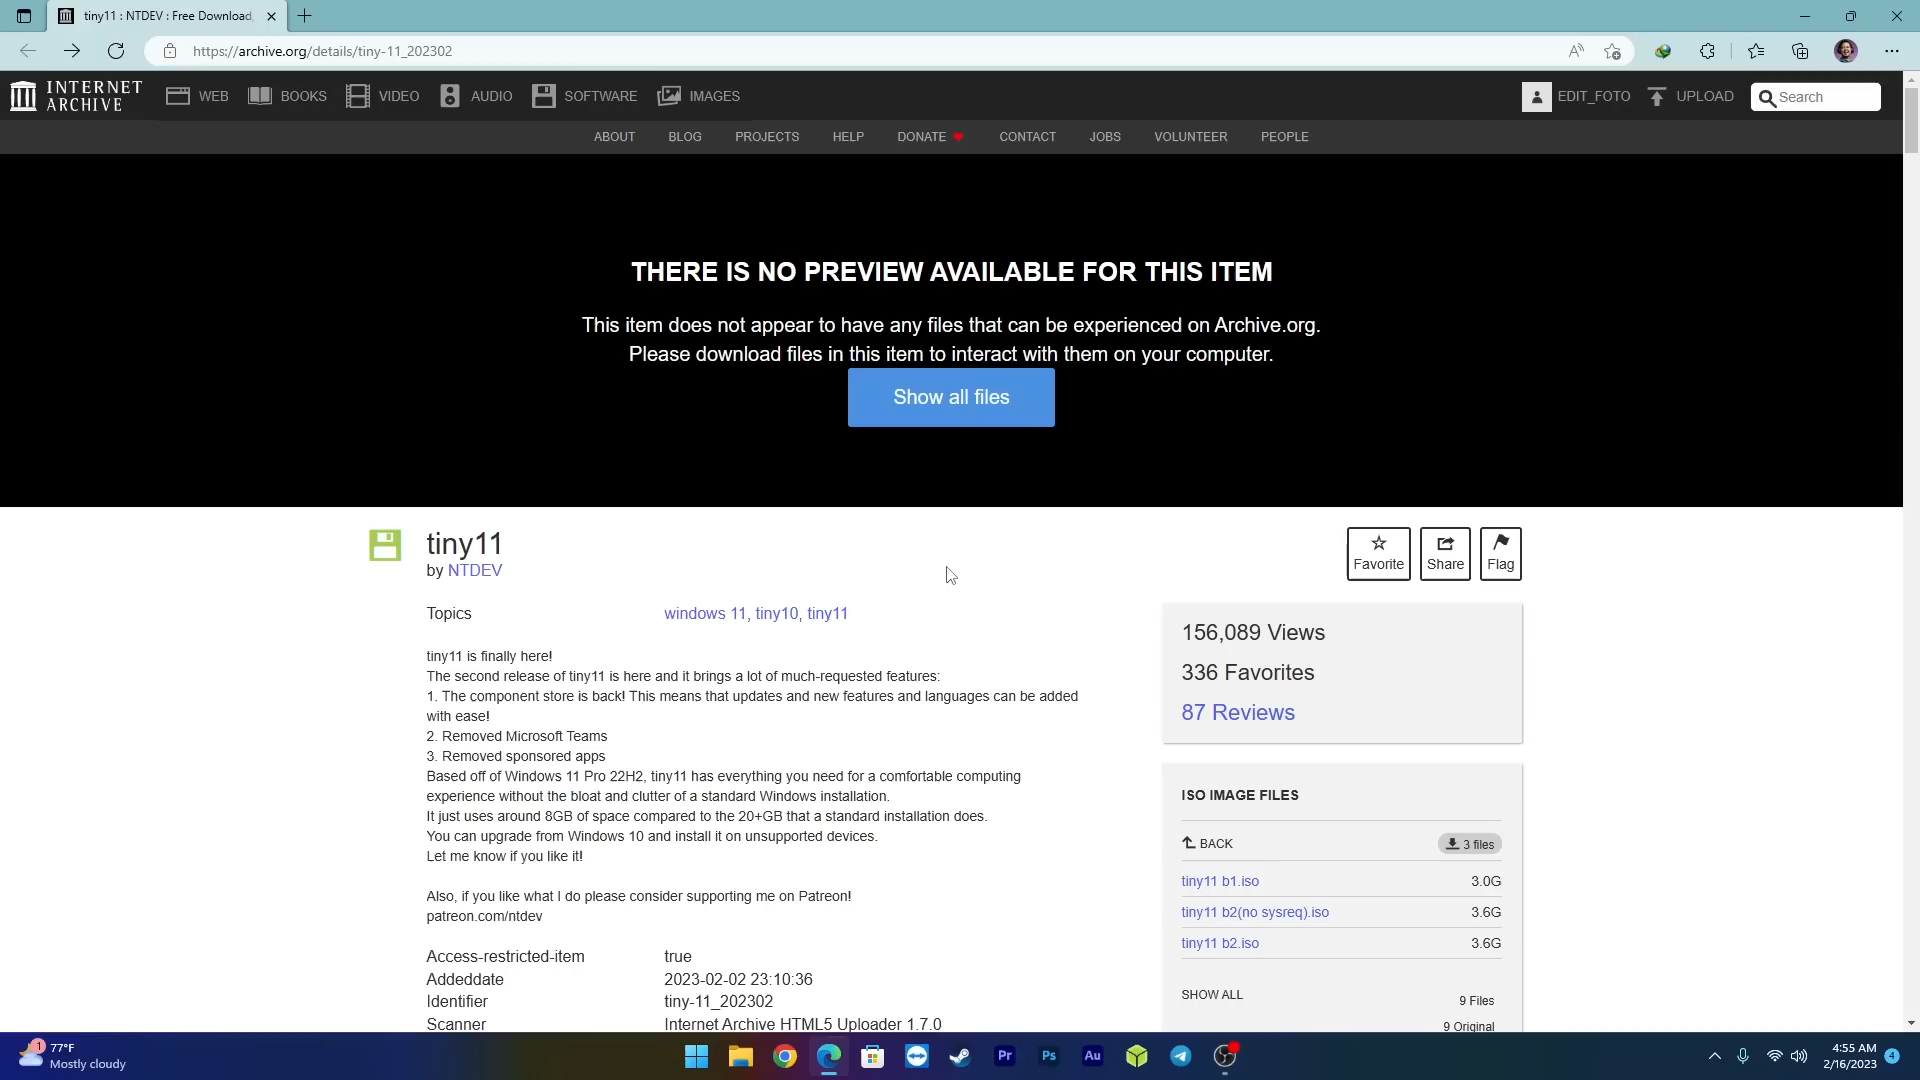 tiny11 : NTDEV : Free Download,
https://archive.org/details/tiny-11_202302
INTERNET
ARCHIVE
WEB BOOKS VIDEO AUDIO SOFTWARE IMAGES
EDIT_FOTO UPLOAD Search
ABOUT BLOG PROJECTS HELP DONATE CONTACT JOBS VOLUNTEER PEOPLE
THERE IS NO PREVIEW AVAILABLE FOR THIS ITEM
This item does not appear to have any files that can be experienced on Archive.org.
Please download files in this item to interact with them on your computer.
Show all files
tiny11
by NTDEV
Favorite Share Flag
Topics windows 11, tiny10, tiny11
tiny11 is finally here!
The second release of tiny11 is here and it brings a lot of much-requested features:
1. The component store is back! This means that updates and new features and languages can be added
with ease!
2. Removed Microsoft Teams
3. Removed sponsored apps
Based off of Windows 11 Pro 22H2, tiny11 has everything you need for a comfortable computing
experience without the bloat and clutter of a standard Windows installation.
It just uses around 8GB of space compared to the 20+GB that a standard installation does.
You can upgrade from Windows 10 and install it on unsupported devices.
Let me know if you like it!
Also, if you like what I do please consider supporting me on Patreon!
patreon.com/ntdev
Access-restricted-item true
Addeddate 2023-02-02 23:10:36
Identifier tiny-11_202302
Scanner Internet Archive HTML5 Uploader 1.7.0
156,089 Views
336 Favorites
87 Reviews
ISO IMAGE FILES
BACK 3 files
tiny11 b1.iso 3.0G
tiny11 b2(no sysreq).iso 3.6G
tiny11 b2.iso 3.6G
SHOW ALL 9 Files
9 Original
1
77°F
Mostly cloudy
Pr Ps Au
4:55 AM
2/16/2023
4